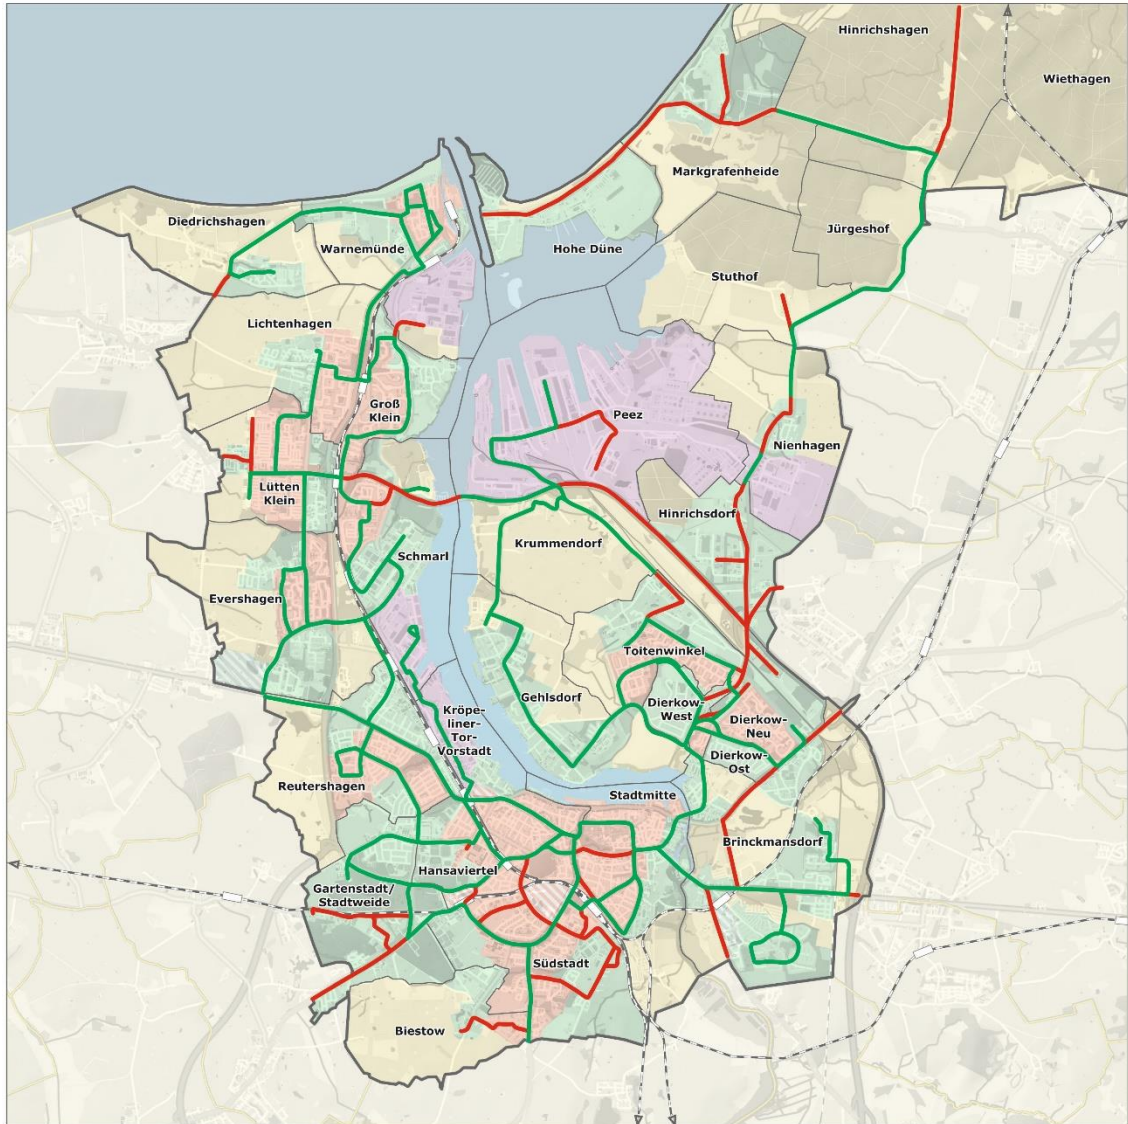 Hinrichshagen
Wiethagen
Markgrafenheide
Diedrichshagen
Warnemünde
Hohe Düne
Jürgeshof
Stuthof
Lichtenhagen
Groß
Klein
Peez
Nienhagen
Lütten
Klein
Hinrichsdorf
Krummendorf
Schmarl
Evershagen
Toitenwinkel
Gehlsdorf
Dierkow-
West
Kröpe-
liner-
Tor-
Vorstadt
Dierkow-
Neu
Dierkow-
Ost
Reutershagen
Stadtmitte
Brinckmansdorf
Hansaviertel
Gartenstadt/
Stadtweide
Südstadt
Biestow